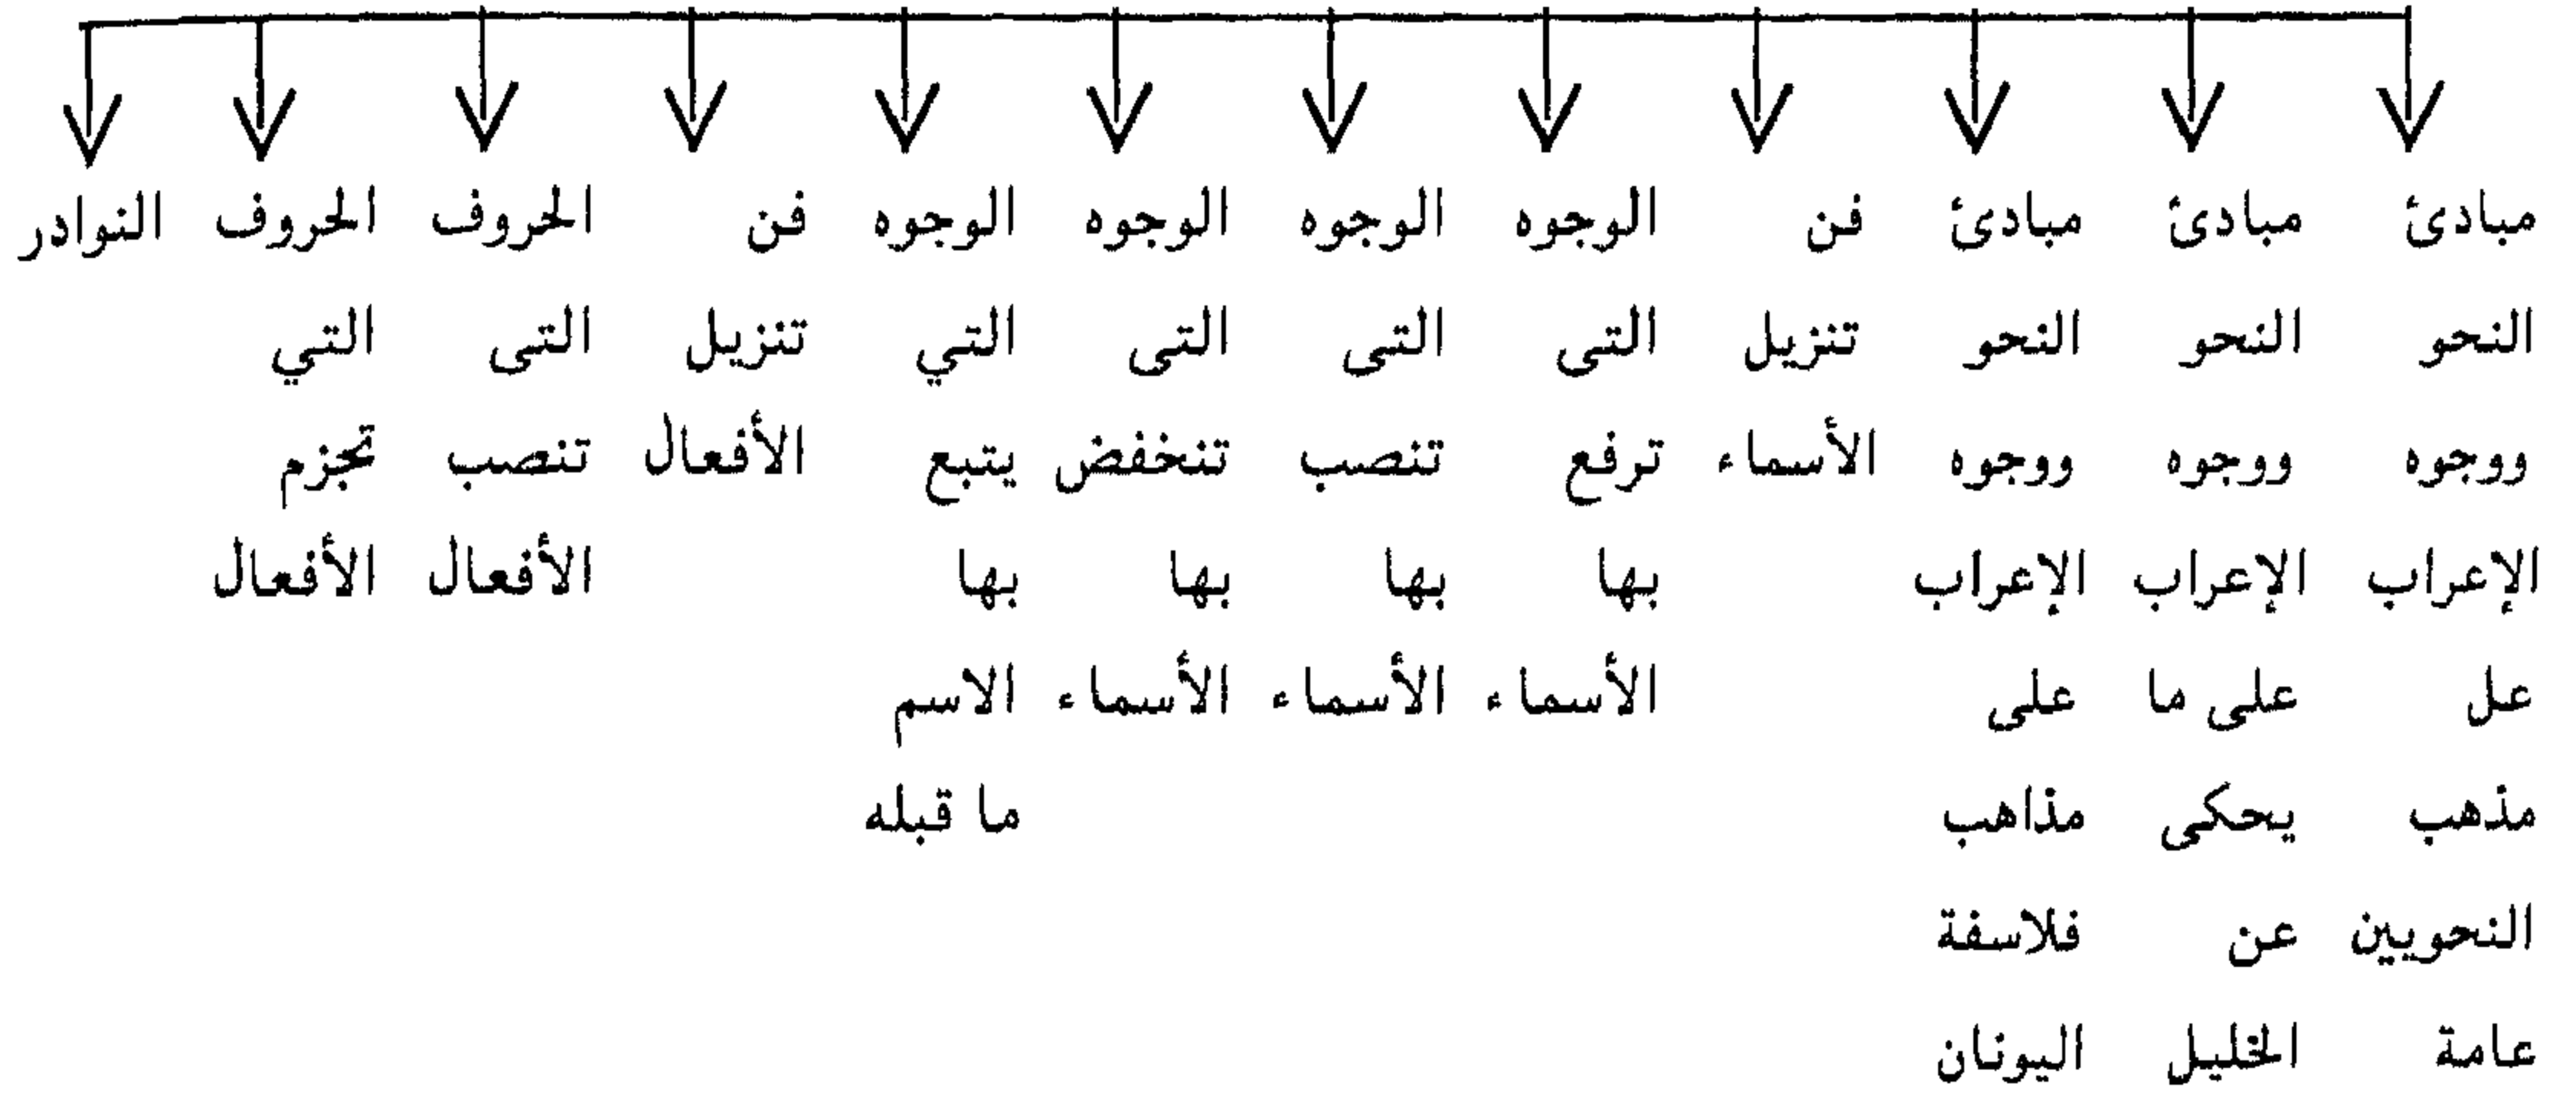 مبادئ
النحو
ووجوه
الإعراب
عل
مذهب
النحويين
عامة
مبادئ
النحو
ووجوه
الإعراب
على ما
يحكى
عن
الخليل
مبادئ
النحو
ووجوه
الإعراب
على
مذاهب
فلاسفة
اليونان
فن
تنزيل
الأسماء
الوجوه
التى
ترفع
بها
الأسماء
الوجوه
التى
تنصب
بها
الأسماء
الوجوه
التى
تنخفض
بها
الأسماء
الوجوه
التي
يتبع
بها
الاسم
ما قبله
فن
تنزيل
الأفعال
الحروف
التى
تنصب
الأفعال
الحروف
التي
تجزم
الأفعال
النوادر